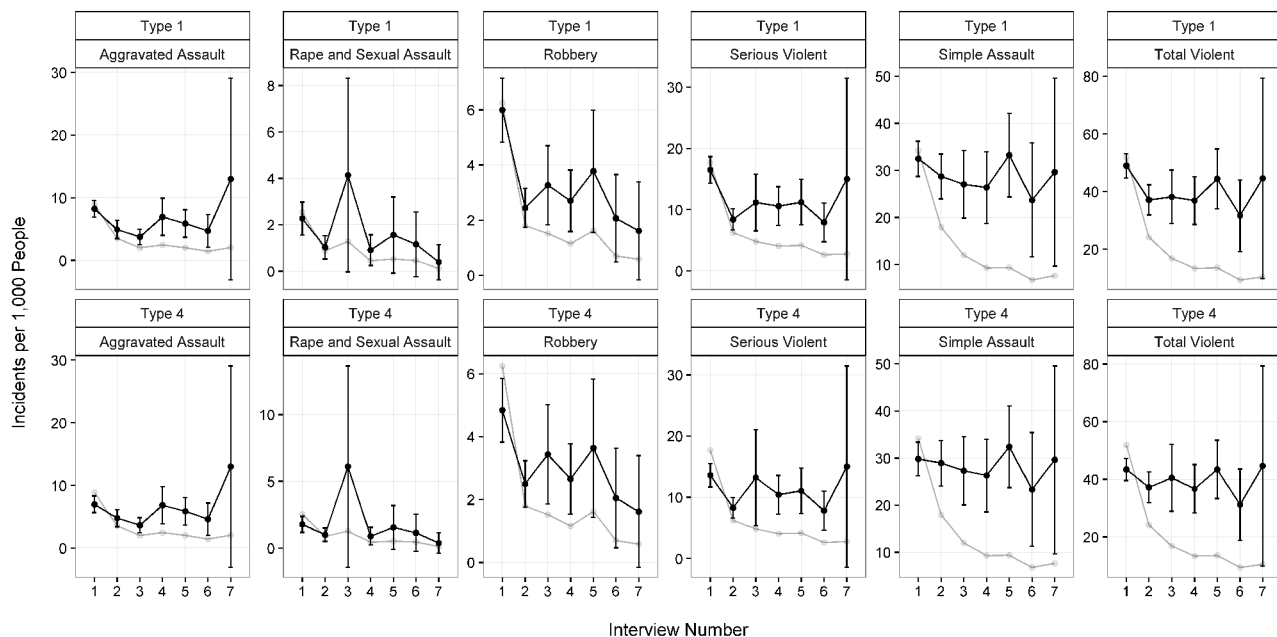 Type 1 Type 1 Type 1 Type 1 Type 1 Type 1
Aggravated Assault Rape and Sexual Assault Robbery Serious Violent Simple Assault Total Violent
30 8 6 30 50 80
20 6 4 20 40 60
10 4 2 10 30 40
0 2 0 0 20 20
0 10
Type 4 Type 4 Type 4 Type 4 Type 4 Type 4
Aggravated Assault Rape and Sexual Assault Robbery Serious Violent Simple Assault Total Violent
30 10 6 30 50 80
20 5 4 20 40 60
10 0 2 10 30 40
0 0 0 20 20
10
1 2 3 4 5 6 7 1 2 3 4 5 6 7 1 2 3 4 5 6 7 1 2 3 4 5 6 7 1 2 3 4 5 6 7 1 2 3 4 5 6 7
Incidents per 1,000 People
Interview Number